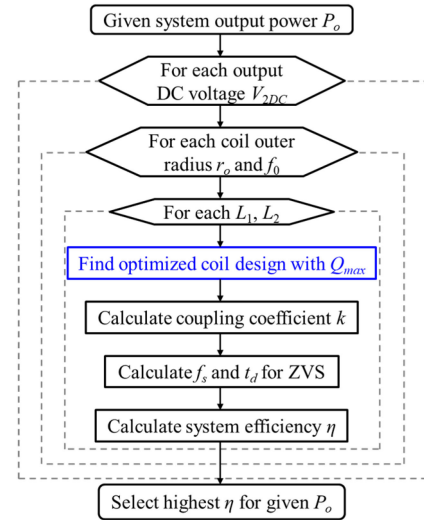 Given system output power Pₒ
For each output
DC voltage V₂DC
For each coil outer
radius rₒ and f₀
For each L₁, L₂
Find optimized coil design with Qmax
Calculate coupling coefficient k
Calculate fₛ and t_d for ZVS
Calculate system efficiency η
Select highest η for given Pₒ